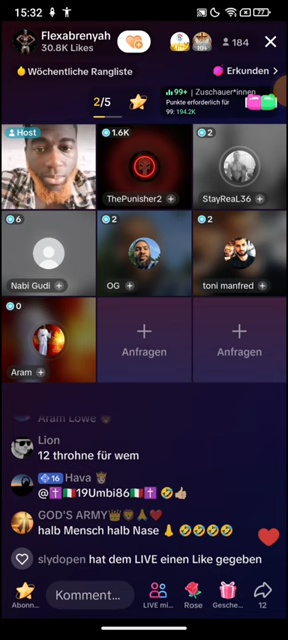 15:32
77
Flexabrenyah
30.8K Likes
184
Wöchentliche Rangliste
Erkunden >
2/5
99+ | Zuschauer*innen
Punkte erforderlich für
99: 194.2K
Host
1.6K
ThePunisher2 +
2
StayReaL36 +
6
Nabi Gudi +
2
OG +
2
toni manfred +
0
Aram +
Anfragen
Anfragen
Aram Lowe
Lion
12 throhne für wem
16 Hava
@✝️🇮🇹19Umbi86🇮🇹✝️ 🤣👍🏼
GOD'S ARMY👑🦁🙏❤️
halb Mensch halb Nase 👃 🤣🤣🤣🤣
slydopen hat dem LIVE einen Like gegeben
Abonn...
Komment...
LIVE mi...
Rose
Gesche...
12